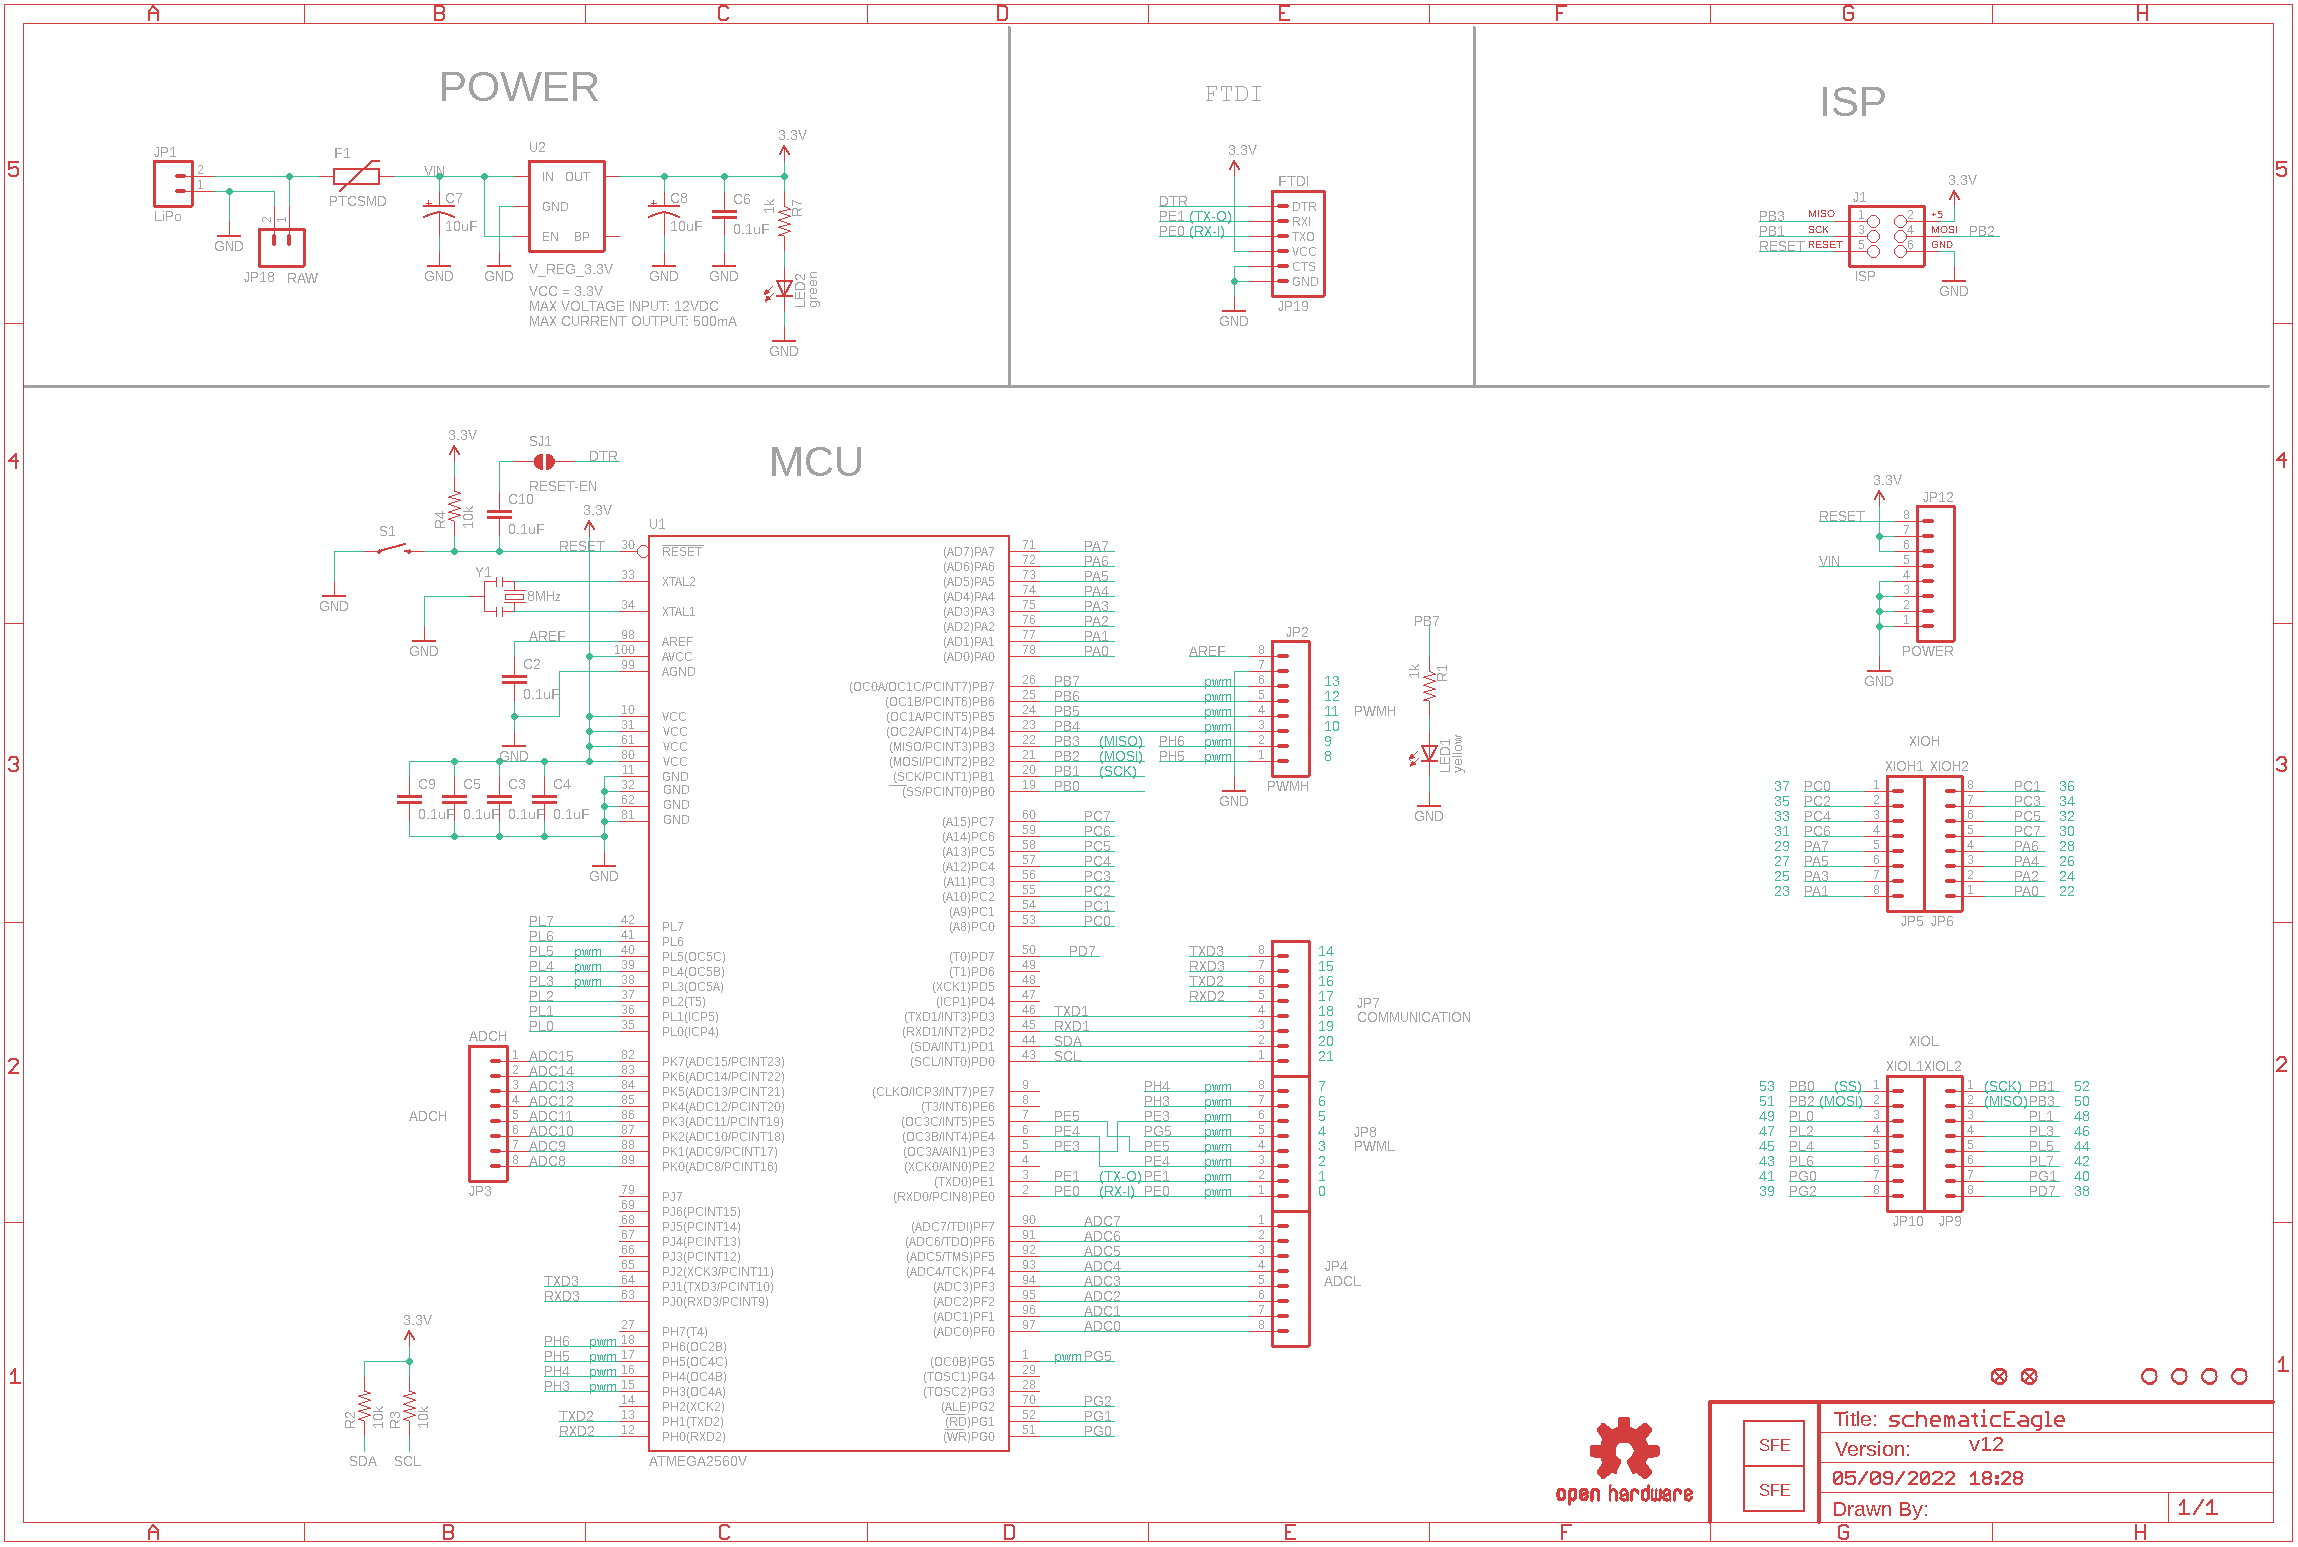 A B C D E F G H
POWER
FTDI
ISP
5 5
JP1
2
1
LiPo
GND
2 1
JP18 RAW
F1
PTCSMD
VIN
C7
10uF
GND
GND
U2
IN OUT
GND
EN BP
V_REG_3.3V
VCC = 3.3V
MAX VOLTAGE INPUT: 12VDC
MAX CURRENT OUTPUT: 500mA
C8
10uF
GND
C6
0.1uF
GND
3.3V
1k R7
LED2
green
GND
3.3V
FTDI
DTR DTR
PE1 (TX-O) RXI
PE0 (RX-I) TXO
VCC
CTS
GND
JP19
GND
3.3V
J1
PB3 MISO 1 2 +5
PB1 SCK 3 4 MOSI PB2
RESET RESET 5 6 GND
ISP
GND
4 4
MCU
3.3V
SJ1
DTR
RESET-EN
C10
0.1uF
R4 10k
S1
GND
3.3V
RESET
Y1
8MHz
GND
AREF
C2
0.1uF
GND
C9 C5 C3 C4
0.1uF 0.1uF 0.1uF 0.1uF
GND
U1
30 RESET
33 XTAL2
34 XTAL1
98 AREF
100 AVCC
99 AGND
10 VCC
31 VCC
61 VCC
80 VCC
11 GND
32 GND
62 GND
81 GND
PL7 42 PL7
PL6 41 PL6
PL5 pwm 40 PL5(OC5C)
PL4 pwm 39 PL4(OC5B)
PL3 pwm 38 PL3(OC5A)
PL2 37 PL2(T5)
PL1 36 PL1(ICP5)
PL0 35 PL0(ICP4)
ADCH
ADCH
1 ADC15 82 PK7(ADC15/PCINT23)
2 ADC14 83 PK6(ADC14/PCINT22)
3 ADC13 84 PK5(ADC13/PCINT21)
4 ADC12 85 PK4(ADC12/PCINT20)
5 ADC11 86 PK3(ADC11/PCINT19)
6 ADC10 87 PK2(ADC10/PCINT18)
7 ADC9 88 PK1(ADC9/PCINT17)
8 ADC8 89 PK0(ADC8/PCINT16)
JP3
79 PJ7
69 PJ6(PCINT15)
68 PJ5(PCINT14)
67 PJ4(PCINT13)
66 PJ3(PCINT12)
65 PJ2(XCK3/PCINT11)
TXD3 64 PJ1(TXD3/PCINT10)
RXD3 63 PJ0(RXD3/PCINT9)
27 PH7(T4)
PH6 pwm 18 PH6(OC2B)
PH5 pwm 17 PH5(OC4C)
PH4 pwm 16 PH4(OC4B)
PH3 pwm 15 PH3(OC4A)
14 PH2(XCK2)
TXD2 13 PH1(TXD2)
RXD2 12 PH0(RXD2)
ATMEGA2560V
3.3V
R2 10k R3 10k
SDA SCL
(AD7)PA7 71 PA7
(AD6)PA6 72 PA6
(AD5)PA5 73 PA5
(AD4)PA4 74 PA4
(AD3)PA3 75 PA3
(AD2)PA2 76 PA2
(AD1)PA1 77 PA1
(AD0)PA0 78 PA0
(OC0A/OC1C/PCINT7)PB7 26 PB7
(OC1B/PCINT6)PB6 25 PB6
(OC1A/PCINT5)PB5 24 PB5
(OC2A/PCINT4)PB4 23 PB4
(MISO/PCINT3)PB3 22 PB3 (MISO)
(MOSI/PCINT2)PB2 21 PB2 (MOSI)
(SCK/PCINT1)PB1 20 PB1 (SCK)
(SS/PCINT0)PB0 19 PB0
(A15)PC7 60 PC7
(A14)PC6 59 PC6
(A13)PC5 58 PC5
(A12)PC4 57 PC4
(A11)PC3 56 PC3
(A10)PC2 55 PC2
(A9)PC1 54 PC1
(A8)PC0 53 PC0
(T0)PD7 50 PD7
(T1)PD6 49
(XCK1)PD5 48
(ICP1)PD4 47
(TXD1/INT3)PD3 46 TXD1
(RXD1/INT2)PD2 45 RXD1
(SDA/INT1)PD1 44 SDA
(SCL/INT0)PD0 43 SCL
(CLKO/ICP3/INT7)PE7 9
(T3/INT6)PE6 8
(OC3C/INT5)PE5 7 PE5
(OC3B/INT4)PE4 6 PE4
(OC3A/AIN1)PE3 5 PE3
(XCK0/AIN0)PE2 4
(TXD0)PE1 3 PE1 (TX-O)
(RXD0/PCIN8)PE0 2 PE0 (RX-I)
(ADC7/TDI)PF7 90 ADC7 1
(ADC6/TDO)PF6 91 ADC6 2
(ADC5/TMS)PF5 92 ADC5 3
(ADC4/TCK)PF4 93 ADC4 4
(ADC3)PF3 94 ADC3 5
(ADC2)PF2 95 ADC2 6
(ADC1)PF1 96 ADC1 7
(ADC0)PF0 97 ADC0 8
JP4
ADCL
(OC0B)PG5 1 pwm PG5
(TOSC1)PG4 29
(TOSC2)PG3 28
(ALE)PG2 70 PG2
(RD)PG1 52 PG1
(WR)PG0 51 PG0
JP2
AREF 8
7
pwm 6 13
pwm 5 12
pwm 4 11 PWMH
pwm 3 10
PH6 pwm 2 9
PH5 pwm 1 8
PWMH
GND
PB7
1k R1
LED1
yellow
GND
TXD3 8 14
RXD3 7 15
TXD2 6 16
RXD2 5 17
4 18
3 19
2 20
1 21
JP7
COMMUNICATION
PH4 pwm 8 7
PH3 pwm 7 6
PE3 pwm 6 5
PG5 pwm 5 4
PE5 pwm 4 3
PE4 pwm 3 2
PE1 pwm 2 1
PE0 pwm 1 0
JP8
PWML
3.3V
JP12
RESET 8
7
6
VIN 5
4
3
2
1
POWER
GND
3 3
XIOH
XIOH1 XIOH2
37 PC0 1 8 PC1 36
35 PC2 2 7 PC3 34
33 PC4 3 6 PC5 32
31 PC6 4 5 PC7 30
29 PA7 5 4 PA6 28
27 PA5 6 3 PA4 26
25 PA3 7 2 PA2 24
23 PA1 8 1 PA0 22
JP5 JP6
2 2
XIOL
XIOL1 XIOL2
53 PB0 (SS) 1 1 (SCK) PB1 52
51 PB2 (MOSI) 2 2 (MISO) PB3 50
49 PL0 3 3 PL1 48
47 PL2 4 4 PL3 46
45 PL4 5 5 PL5 44
43 PL6 6 6 PL7 42
41 PG0 7 7 PG1 40
39 PG2 8 8 PD7 38
JP10 JP9
1 1
open hardware
SFE
SFE
Title: schematicEagle
Version: v12
05/09/2022 18:28
Drawn By:
1/1
A B C D E F G H